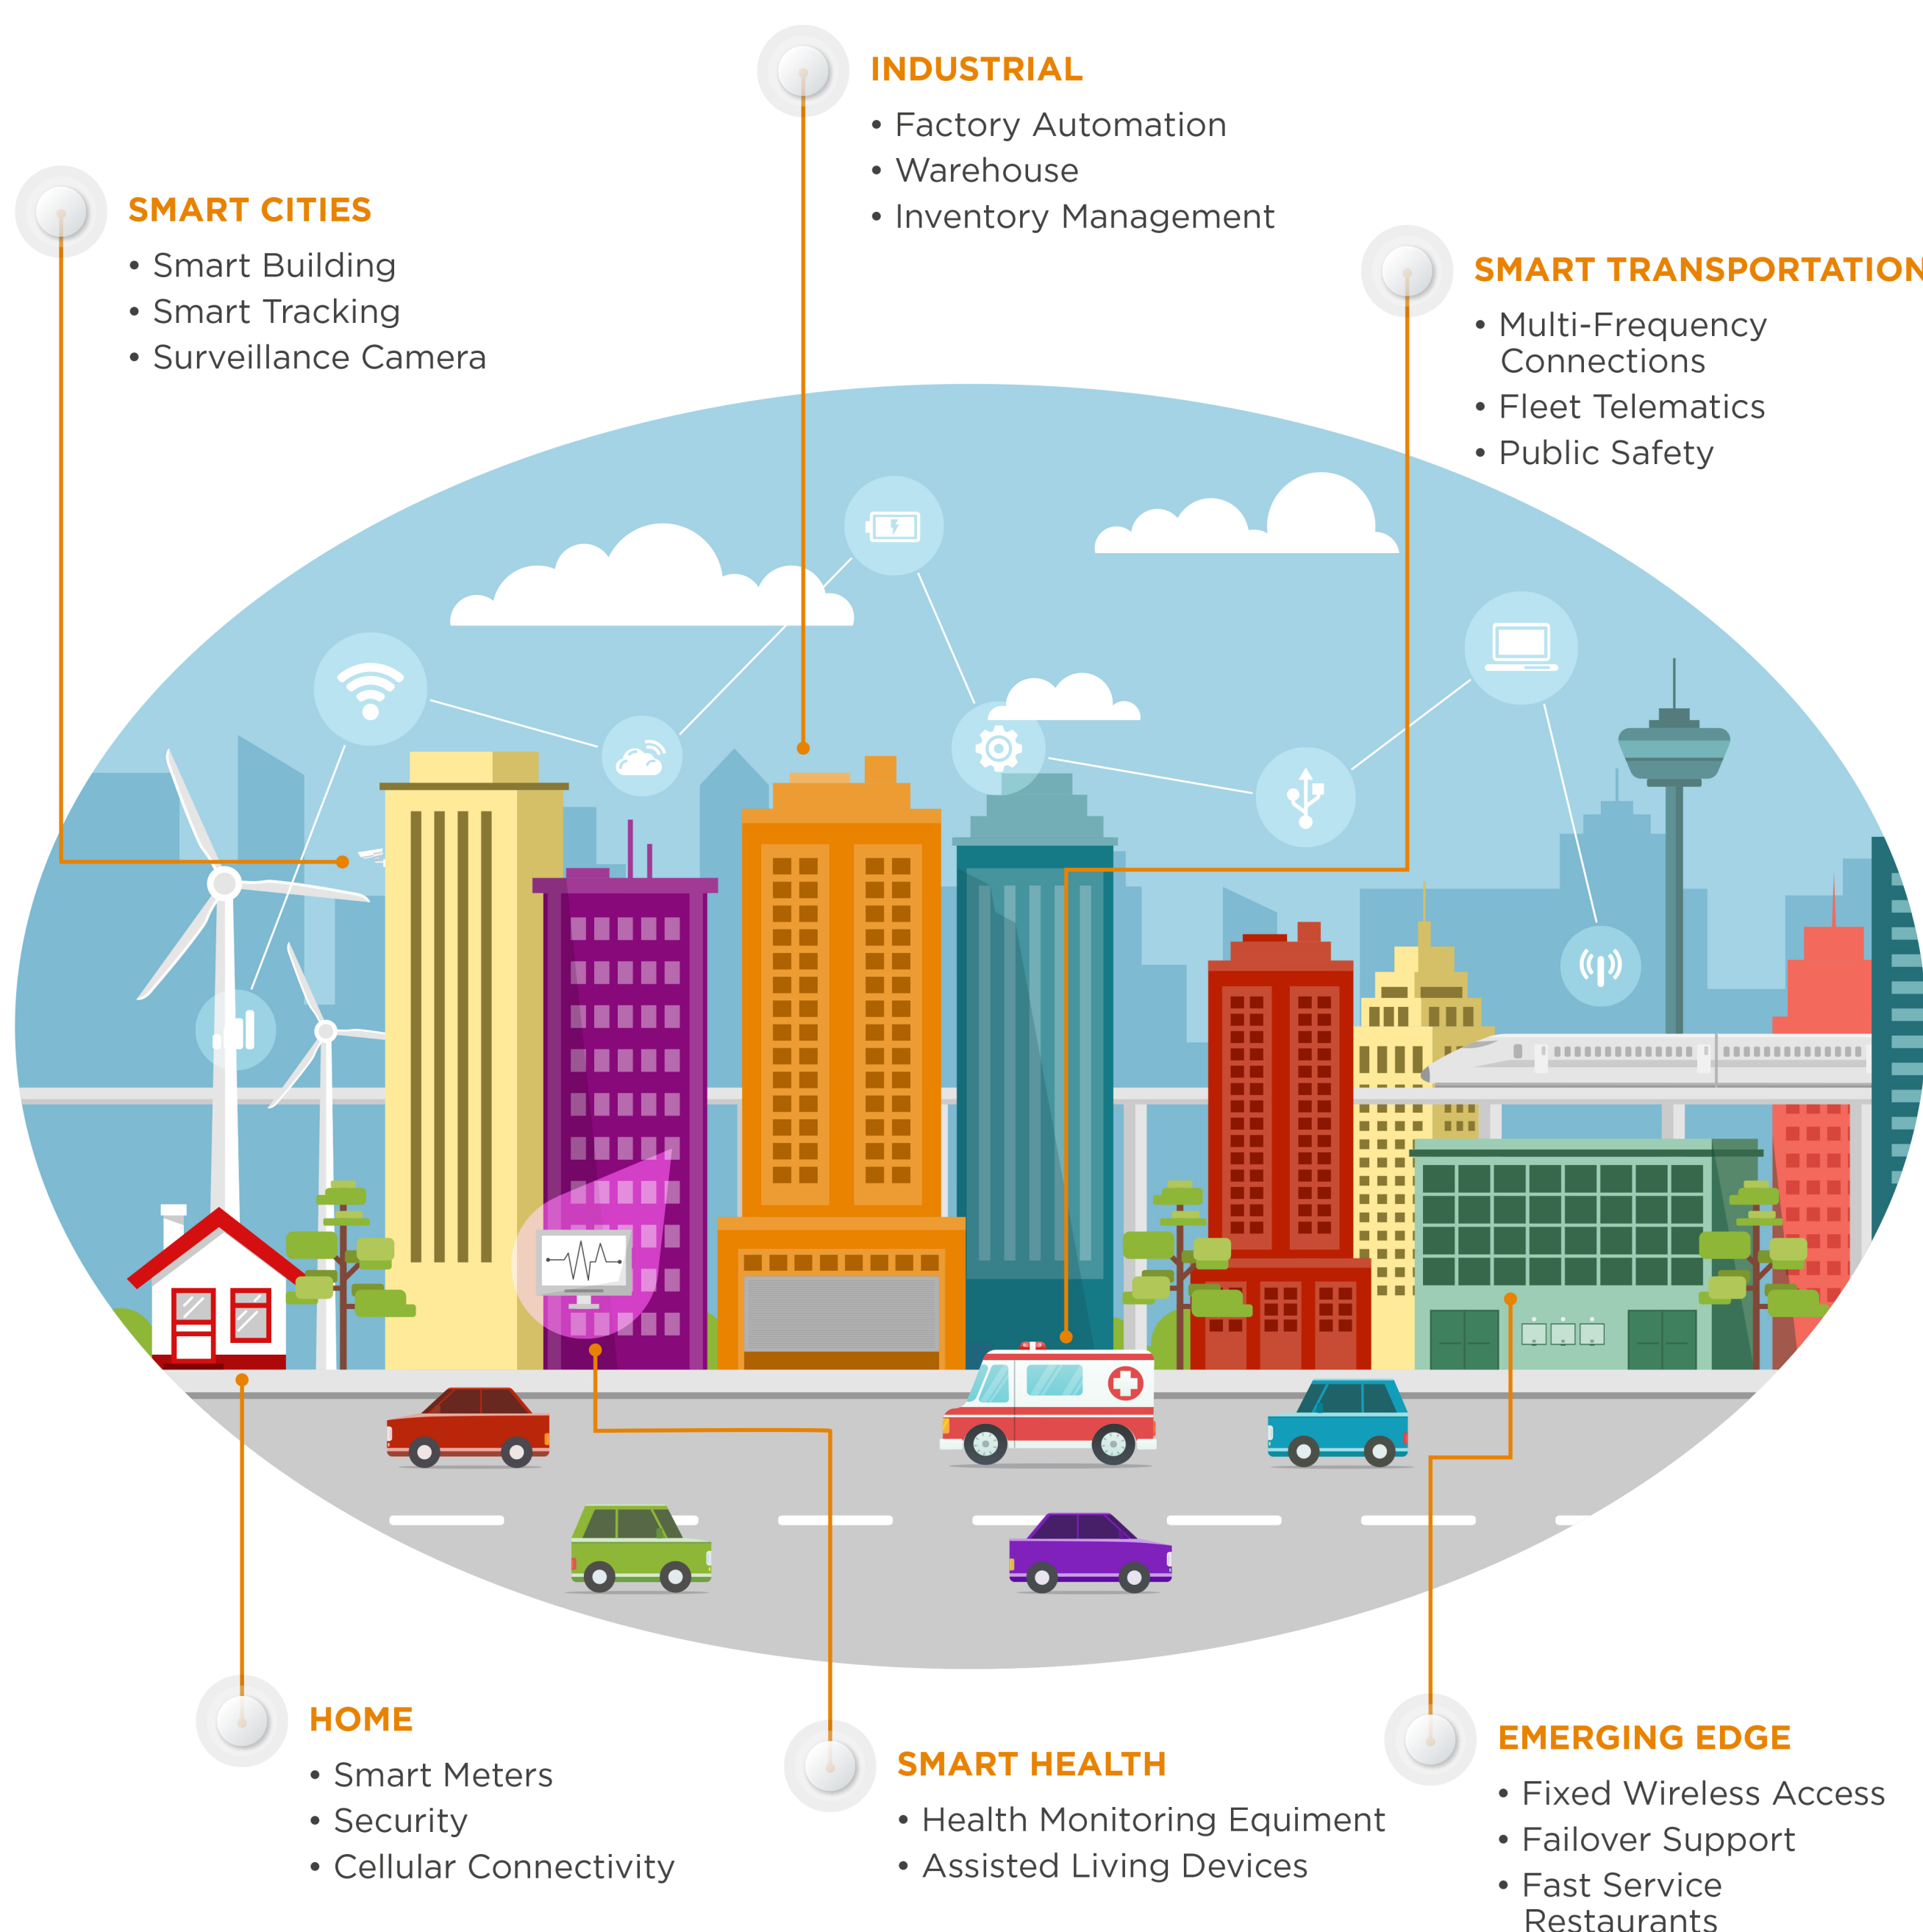 INDUSTRIAL
• Factory Automation
• Warehouse
• Inventory Management
SMART CITIES
• Smart Building
• Smart Tracking
• Surveillance Camera
SMART TRANSPORTATION
• Multi-Frequency
Connections
• Fleet Telematics
• Public Safety
HOME
• Smart Meters
• Security
• Cellular Connectivity
SMART HEALTH
• Health Monitoring Equiment
• Assisted Living Devices
EMERGING EDGE
• Fixed Wireless Access
• Failover Support
• Fast Service
Restaurants